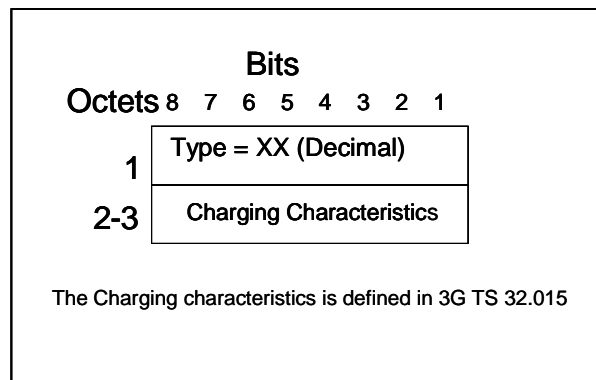 Bits
Octets 8 7 6 5 4 3 2 1
1 Type = XX (Decimal)
2-3 Charging Characteristics
The Charging characteristics is defined in 3G TS 32.015